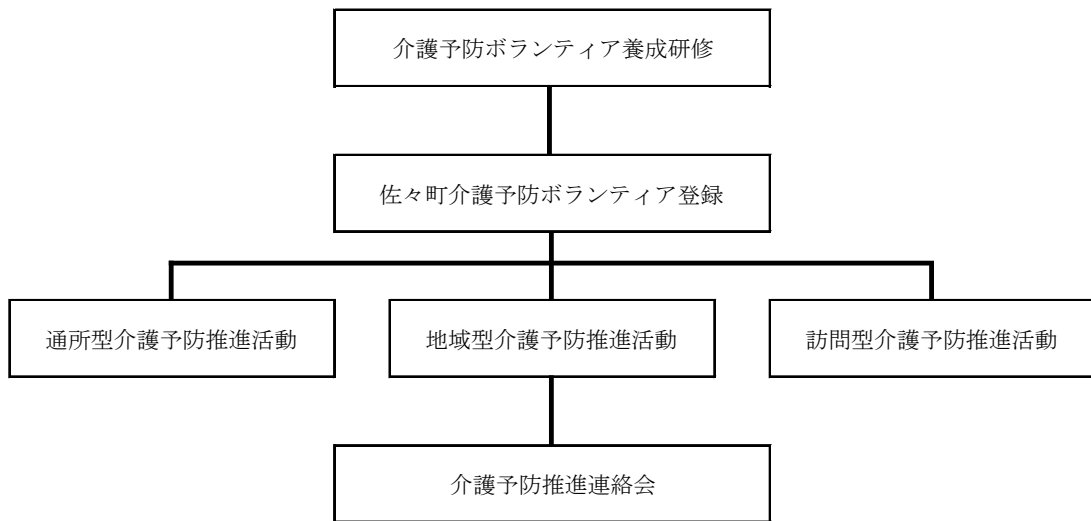 介護予防ボランティア養成研修
佐々町介護予防ボランティア登録
通所型介護予防推進活動
地域型介護予防推進活動
訪問型介護予防推進活動
介護予防推進連絡会